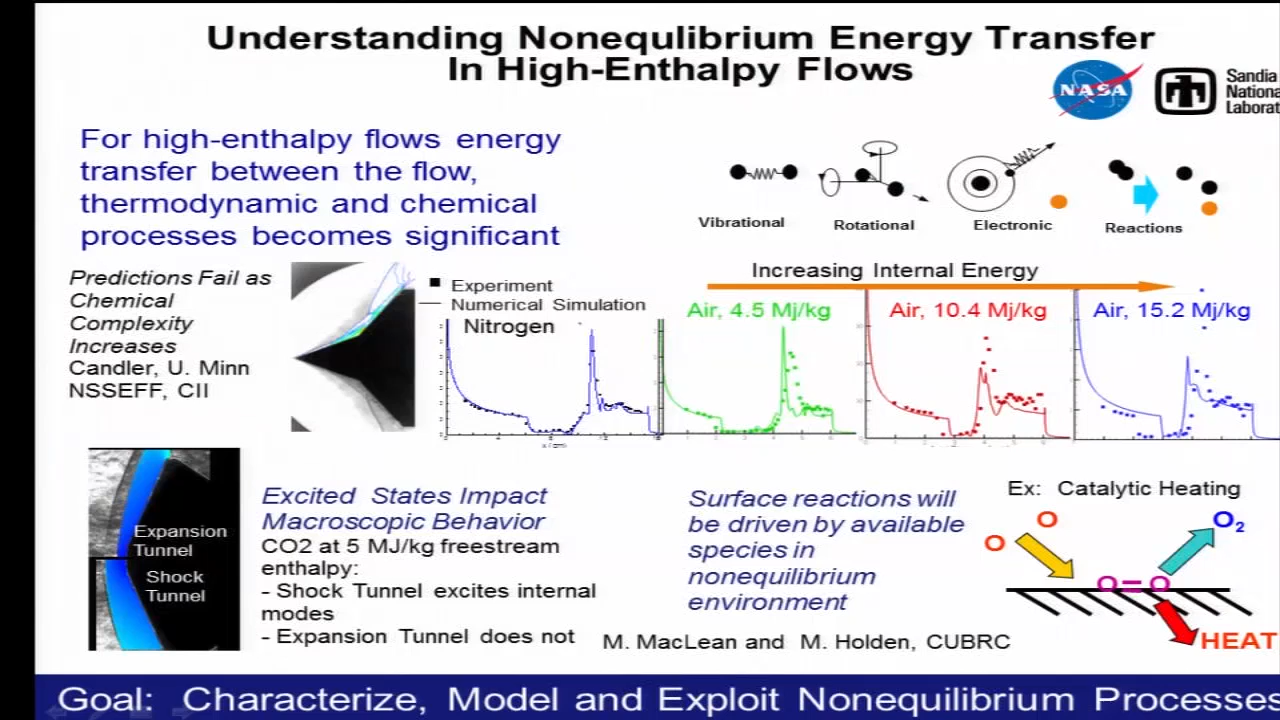 Understanding Nonequlibrium Energy Transfer
In High-Enthalpy Flows
NASA
Sandia
Nationa
Laborat
For high-enthalpy flows energy
transfer between the flow,
thermodynamic and chemical
processes becomes significant
Vibrational
Rotational
Electronic
Reactions
Increasing Internal Energy
Predictions Fail as
Chemical
Complexity
Increases
Candler, U. Minn
NSSEFF, CII
Experiment
Numerical Simulation
Nitrogen
Air, 4.5 Mj/kg
Air, 10.4 Mj/kg
Air, 15.2 Mj/kg
Expansion
Tunnel
Shock
Tunnel
Excited States Impact
Macroscopic Behavior
CO2 at 5 MJ/kg freestream
enthalpy:
- Shock Tunnel excites internal
modes
- Expansion Tunnel does not
Surface reactions will
be driven by available
species in
nonequilibrium
environment
M. MacLean and M. Holden, CUBRC
Ex: Catalytic Heating
O
O
O2
O=O
HEAT
Goal: Characterize, Model and Exploit Nonequilibrium Processes